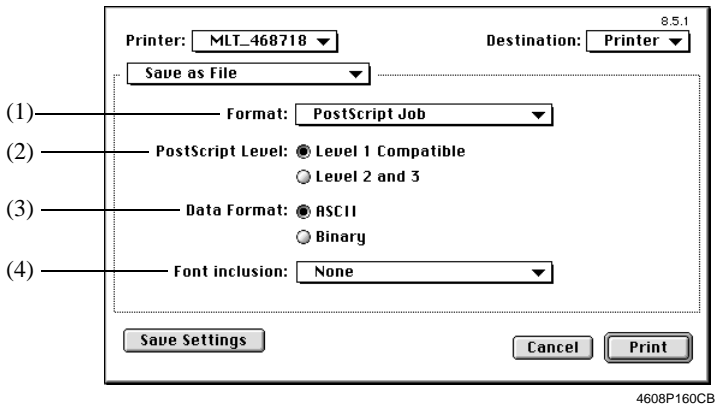 8.5.1
Printer: MLT_468718 Destination: Printer
Save as File
(1) Format: PostScript Job
(2) PostScript Level: Level 1 Compatible
Level 2 and 3
(3) Data Format: ASCII
Binary
(4) Font inclusion: None
Save Settings Cancel Print
4608P160CB